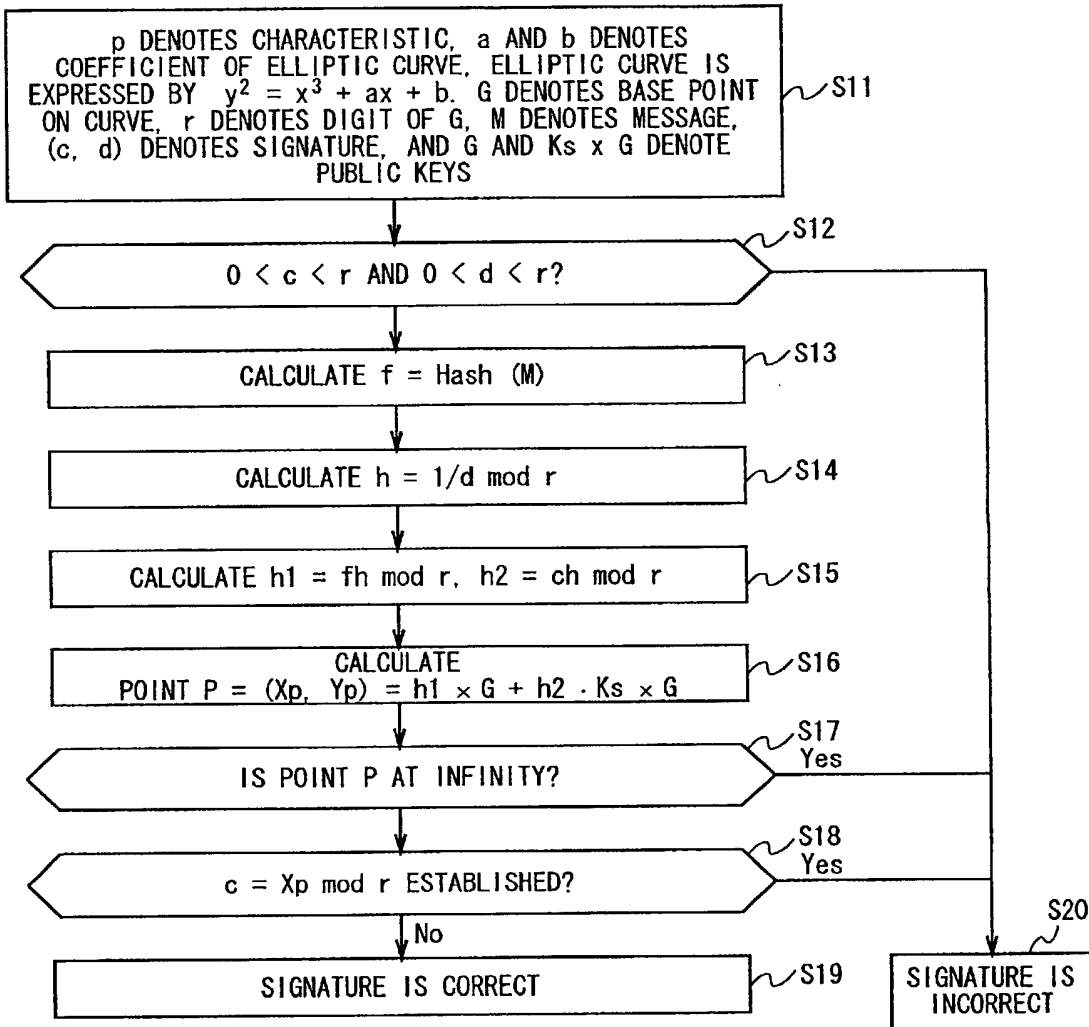 p DENOTES CHARACTERISTIC, a AND b DENOTES
COEFFICIENT OF ELLIPTIC CURVE, ELLIPTIC CURVE IS
EXPRESSED BY y² = x³ + ax + b. G DENOTES BASE POINT
ON CURVE, r DENOTES DIGIT OF G, M DENOTES MESSAGE,
(c, d) DENOTES SIGNATURE, AND G AND Ks x G DENOTE
PUBLIC KEYS
S11
S12
0 < c < r AND 0 < d < r?
S13
CALCULATE f = Hash (M)
S14
CALCULATE h = 1/d mod r
CALCULATE h1 = fh mod r, h2 = ch mod r
S15
CALCULATE
POINT P = (Xp, Yp) = h1 × G + h2 · Ks × G
S16
S17
IS POINT P AT INFINITY?
Yes
S18
c = Xp mod r ESTABLISHED?
Yes
No
SIGNATURE IS CORRECT
S19
S20
SIGNATURE IS
INCORRECT